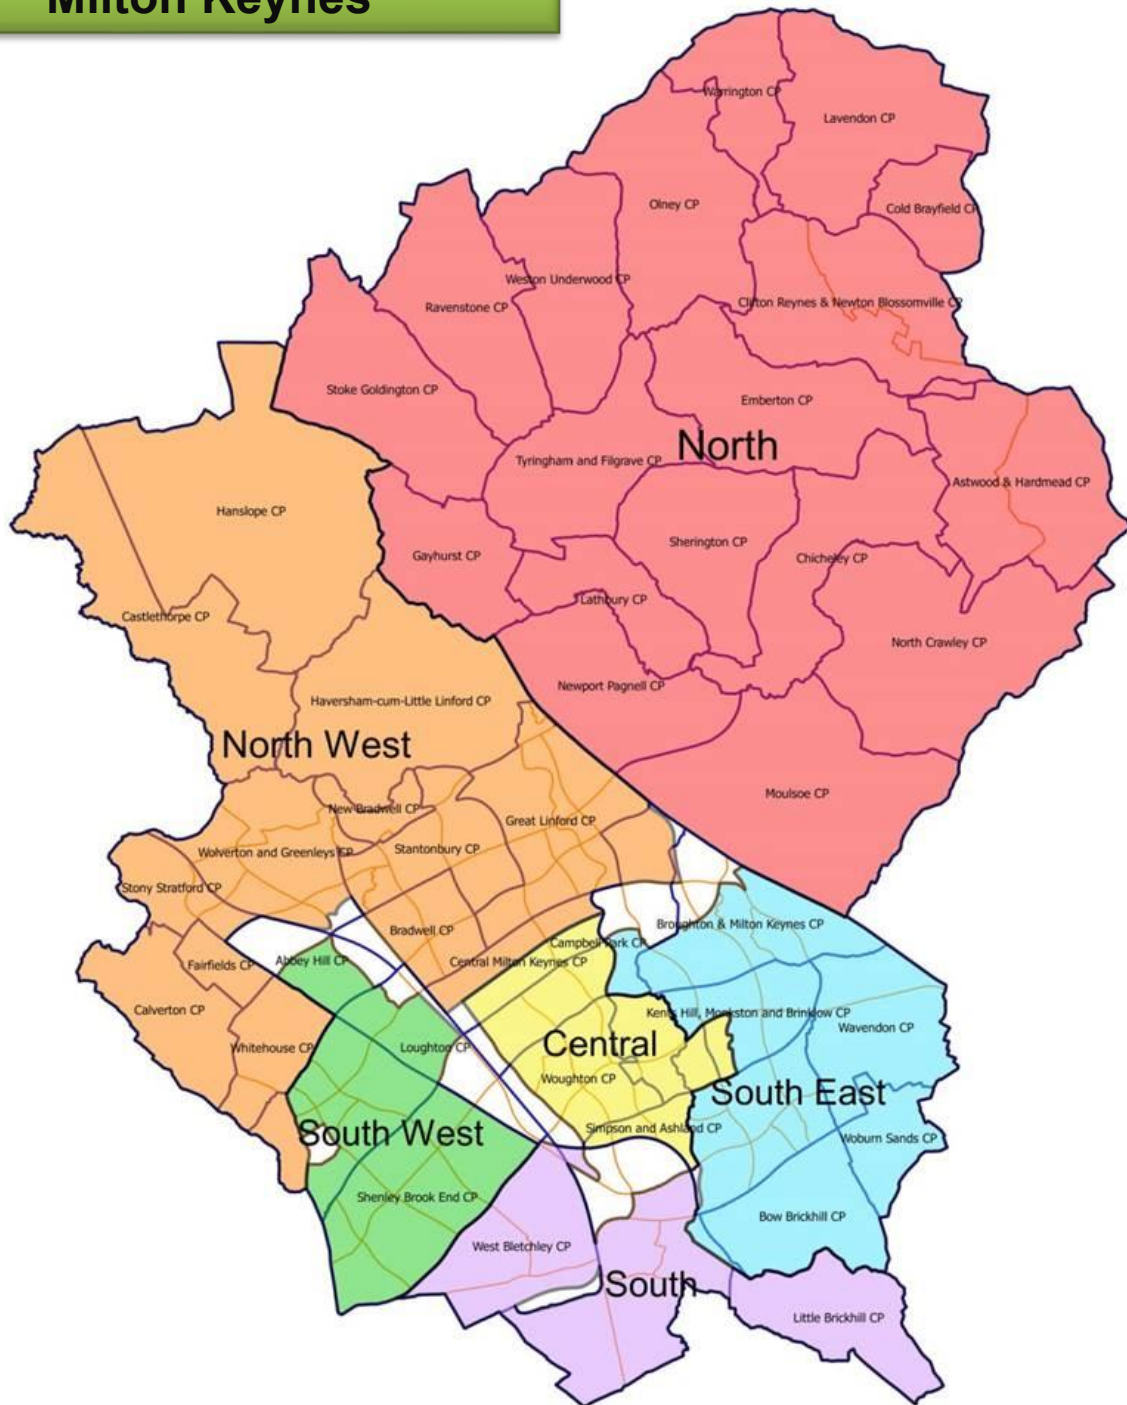 Milton Keynes
Warrington CP
Lavendon CP
Olney CP
Cold Brayfield CP
Weston Underwood CP
Ravenstone CP
Clifton Reynes & Newton Blossomville CP
Stoke Goldington CP
Emberton CP
North
Tyringham and Filgrave CP
Astwood & Hardmead CP
Hanslope CP
Sherington CP
Gayhurst CP
Chicheley CP
Lathbury CP
Castlethorpe CP
North Crawley CP
Newport Pagnell CP
Haversham-cum-Little Linford CP
North West
Moulsoe CP
New Bradwell CP
Great Linford CP
Stantonbury CP
Wolverton and Greenleys CP
Stony Stratford CP
Broughton & Milton Keynes CP
Bradwell CP
Campbell Park CP
Abbey Hill CP
Central Milton Keynes CP
Fairfields CP
Calverton CP
Kents Hill, Monkston and Brinklow CP
Wavendon CP
Whitehouse CP
Loughton CP
Central
Woughton CP
South East
Simpson and Ashland CP
South West
Woburn Sands CP
Shenley Brook End CP
Bow Brickhill CP
West Bletchley CP
South
Little Brickhill CP